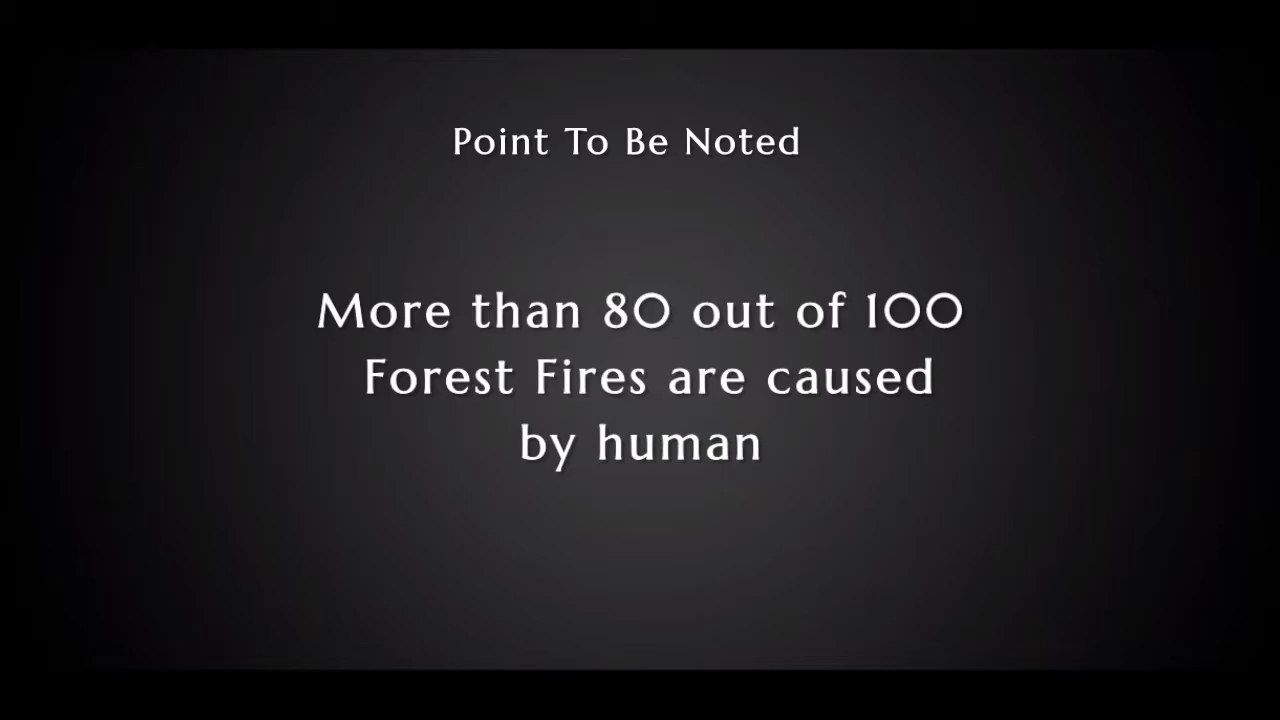 Point To Be Noted
More than 80 out of 100
Forest Fires are caused
by human